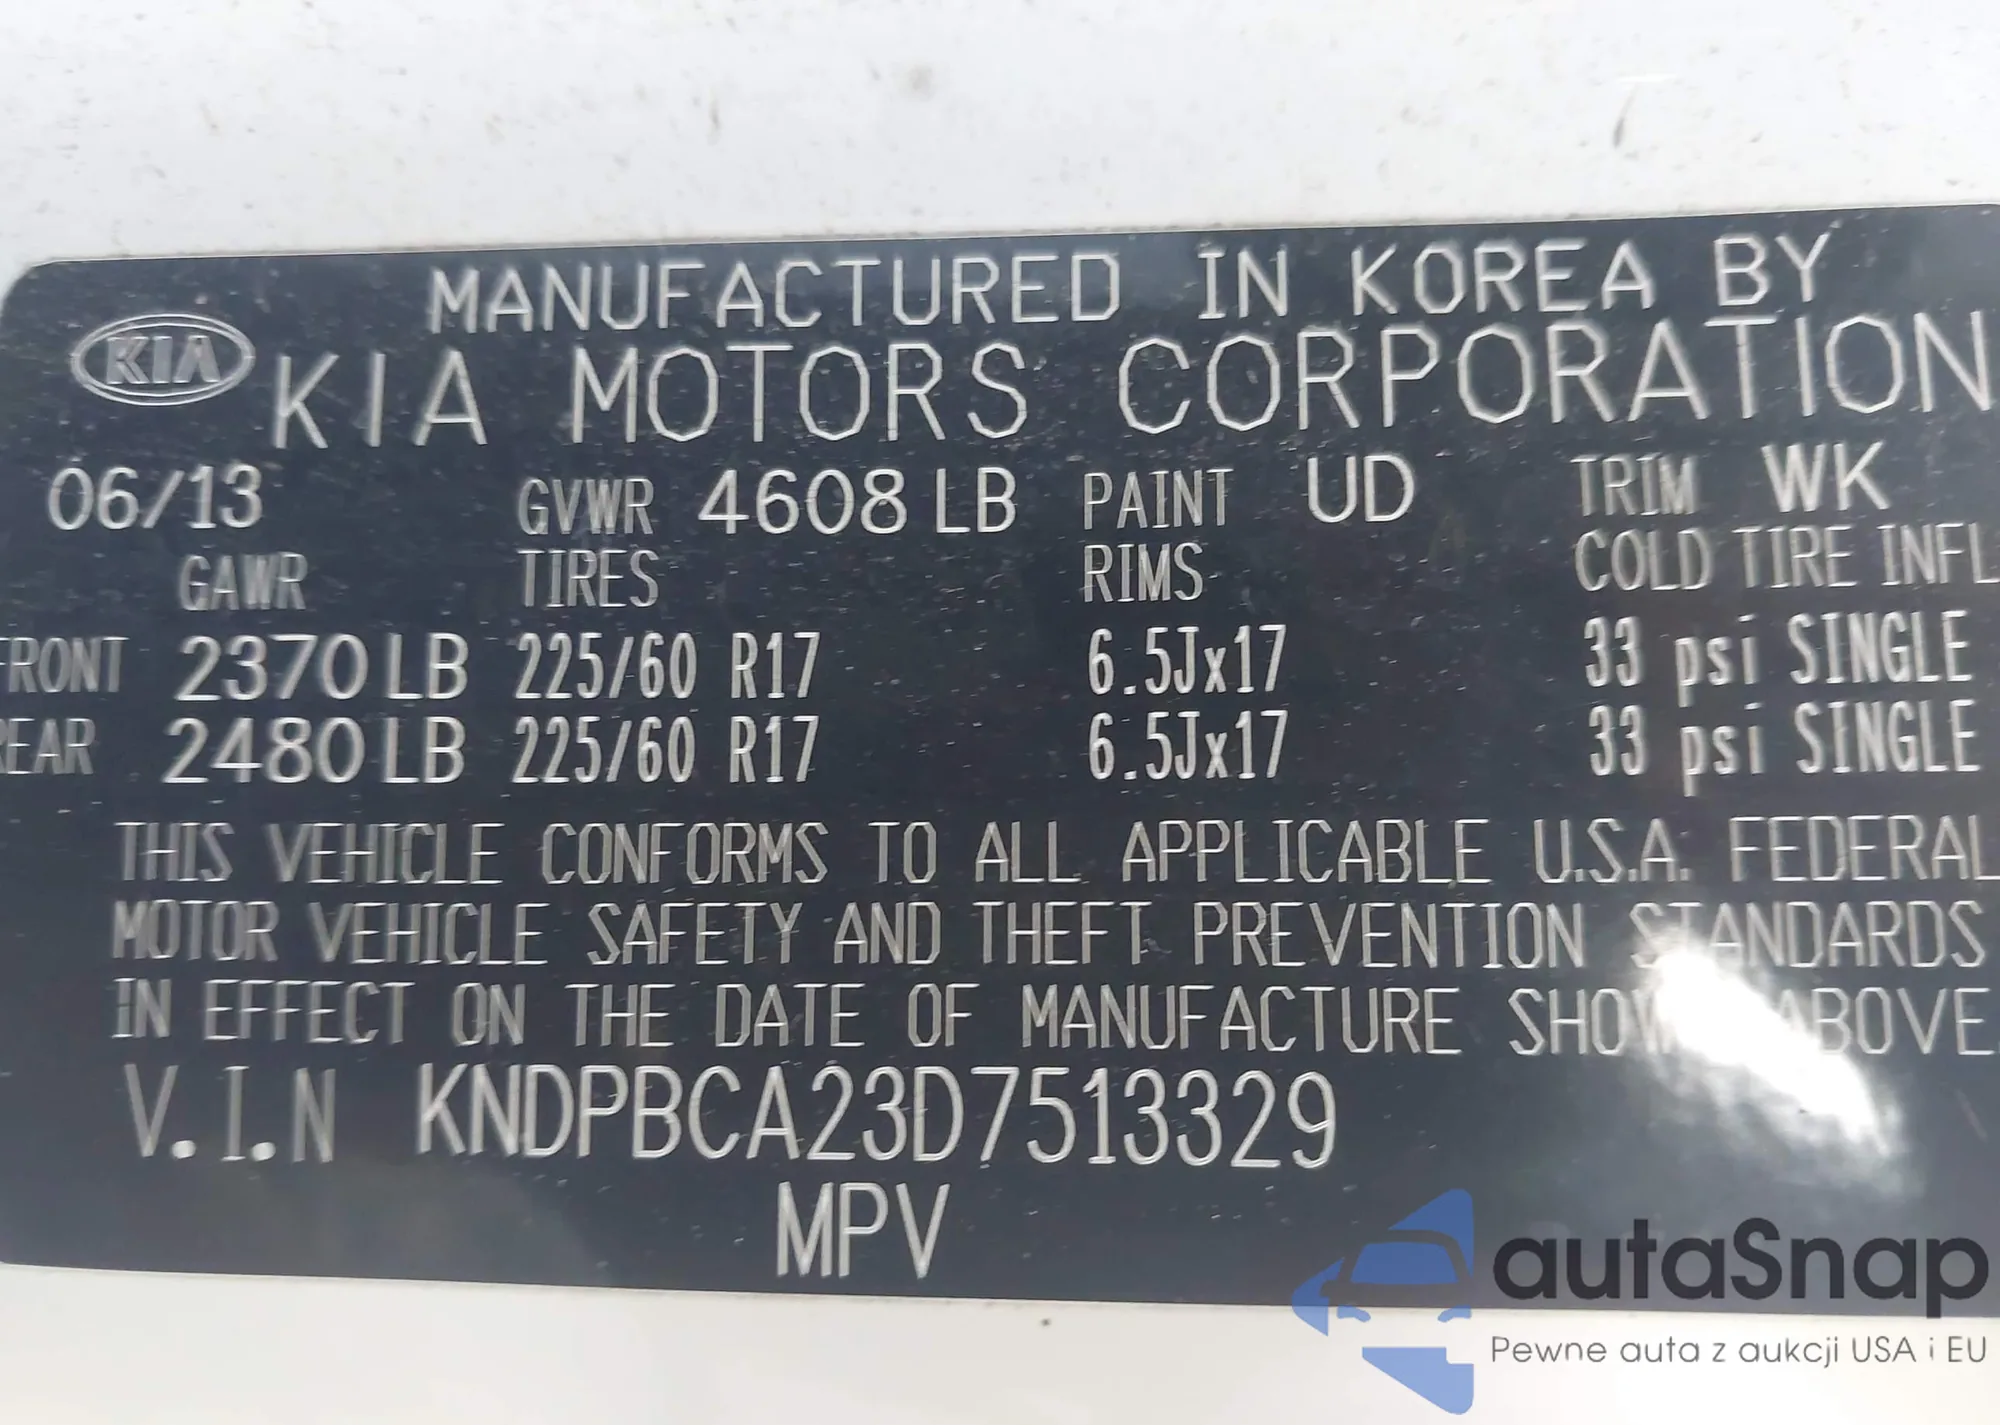 MANUFACTURED IN KOREA BY
KIA KIA MOTORS CORPORATION
06/13 GVWR 4608 LB PAINT UD TRIM WK
GAWR TIRES RIMS COLD TIRE INFL
FRONT 2370 LB 225/60 R17 6.5Jx17 33 psi SINGLE
REAR 2480 LB 225/60 R17 6.5Jx17 33 psi SINGLE
THIS VEHICLE CONFORMS TO ALL APPLICABLE U.S.A. FEDERAL
MOTOR VEHICLE SAFETY AND THEFT PREVENTION STANDARDS
IN EFFECT ON THE DATE OF MANUFACTURE SHOWN ABOVE.
V.I.N KNDPBCA23D7513329
MPV
autaSnap
Pewne auta z aukcji USA i EU